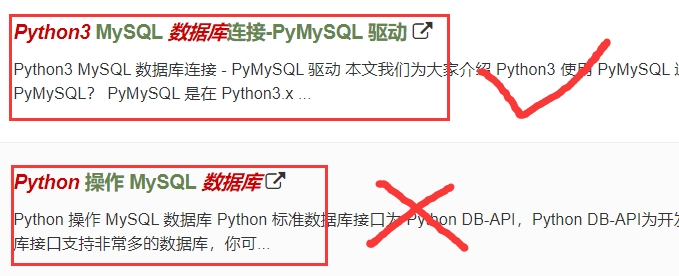 Python3 MySQL 数据库连接-PyMySQL 驱动
Python3 MySQL 数据库连接 - PyMySQL 驱动 本文我们为大家介绍 Python3 使用 PyMySQL
PyMySQL? PyMySQL 是在 Python3.x ...
Python 操作 MySQL 数据库
Python 操作 MySQL 数据库 Python 标准数据库接口为 Python DB-API，Python DB-API为开发
库接口支持非常多的数据库，你可...